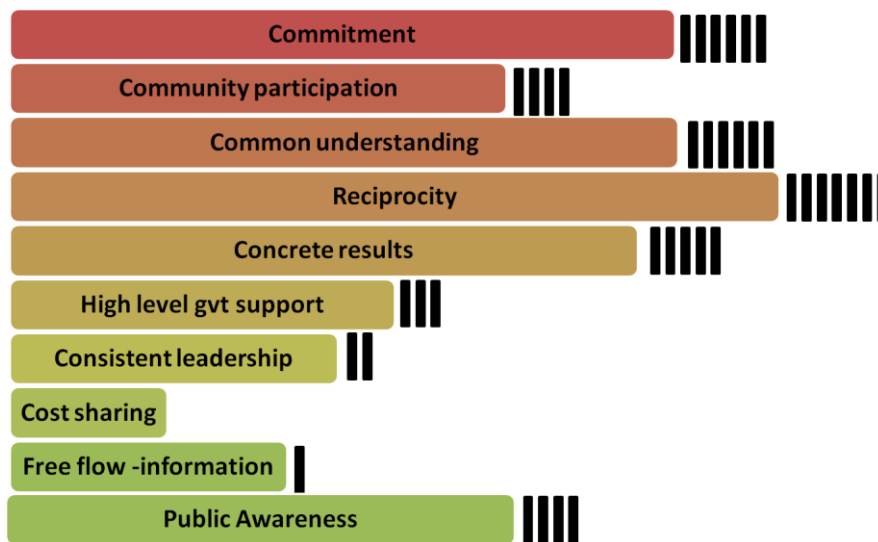 Commitment
Community participation
Common understanding
Reciprocity
Concrete results
High level gvt support
Consistent leadership
Cost sharing
Free flow -information
Public Awareness